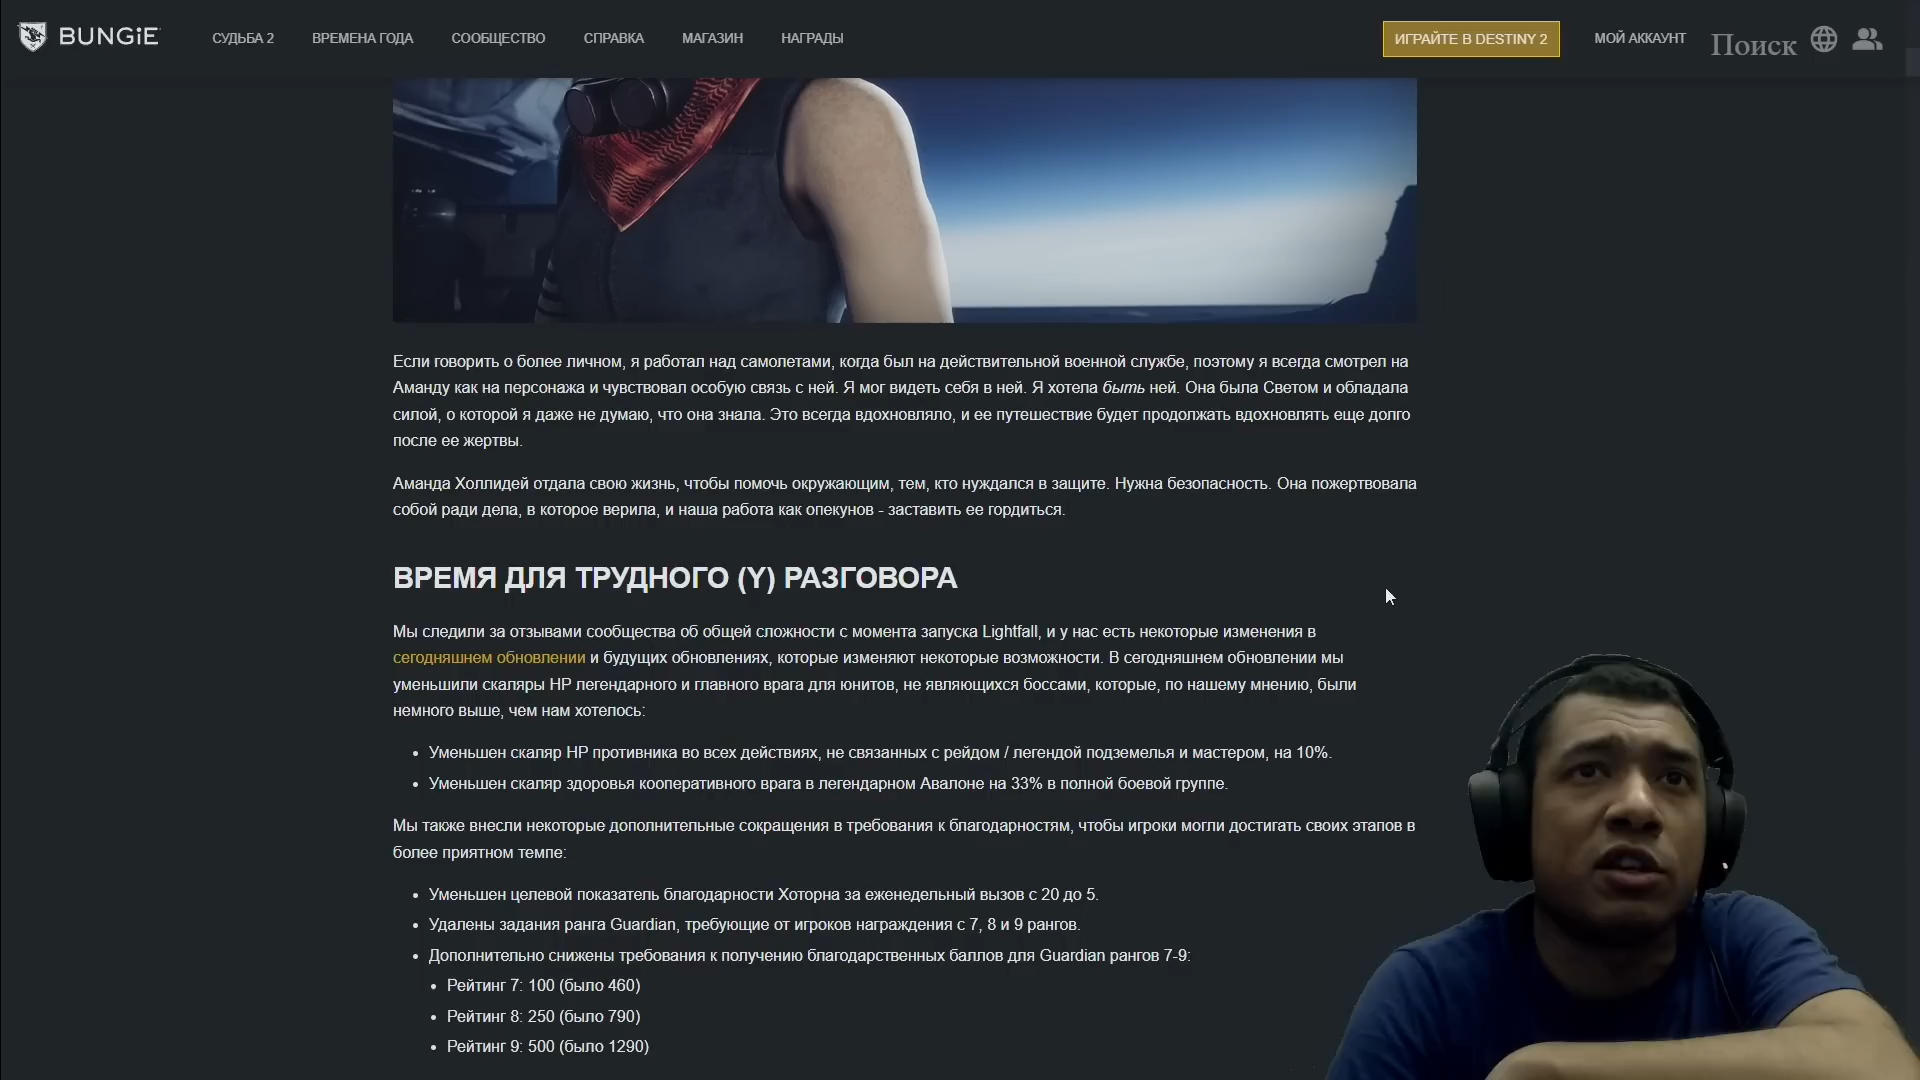 BUNGiE
СУДЬБА 2
ВРЕМЕНА ГОДА
СООБЩЕСТВО
СПРАВКА
МАГАЗИН
НАГРАДЫ
ИГРАЙТЕ В DESTINY 2
МОЙ АККАУНТ
Поиск
Если говорить о более личном, я работал над самолетами, когда был на действительной военной службе, поэтому я всегда смотрел на
Аманду как на персонажа и чувствовал особую связь с ней. Я мог видеть себя в ней. Я хотела быть ней. Она была Светом и обладала
силой, о которой я даже не думаю, что она знала. Это всегда вдохновляло, и ее путешествие будет продолжать вдохновлять еще долго
после ее жертвы.
Аманда Холлидей отдала свою жизнь, чтобы помочь окружающим, тем, кто нуждался в защите. Нужна безопасность. Она пожертвовала
собой ради дела, в которое верила, и наша работа как опекунов - заставить ее гордиться.
ВРЕМЯ ДЛЯ ТРУДНОГО (Y) РАЗГОВОРА
Мы следили за отзывами сообщества об общей сложности с момента запуска Lightfall, и у нас есть некоторые изменения в
сегодняшнем обновлении и будущих обновлениях, которые изменяют некоторые возможности. В сегодняшнем обновлении мы
уменьшили скаляры HP легендарного и главного врага для юнитов, не являющихся боссами, которые, по нашему мнению, были
немного выше, чем нам хотелось:
• Уменьшен скаляр HP противника во всех действиях, не связанных с рейдом / легендой подземелья и мастером, на 10%.
• Уменьшен скаляр здоровья кооперативного врага в легендарном Авалоне на 33% в полной боевой группе.
Мы также внесли некоторые дополнительные сокращения в требования к благодарностям, чтобы игроки могли достигать своих этапов в
более приятном темпе:
• Уменьшен целевой показатель благодарности Хоторна за еженедельный вызов с 20 до 5.
• Удалены задания ранга Guardian, требующие от игроков награждения с 7, 8 и 9 рангов.
• Дополнительно снижены требования к получению благодарственных баллов для Guardian рангов 7-9:
• Рейтинг 7: 100 (было 460)
• Рейтинг 8: 250 (было 790)
• Рейтинг 9: 500 (было 1290)